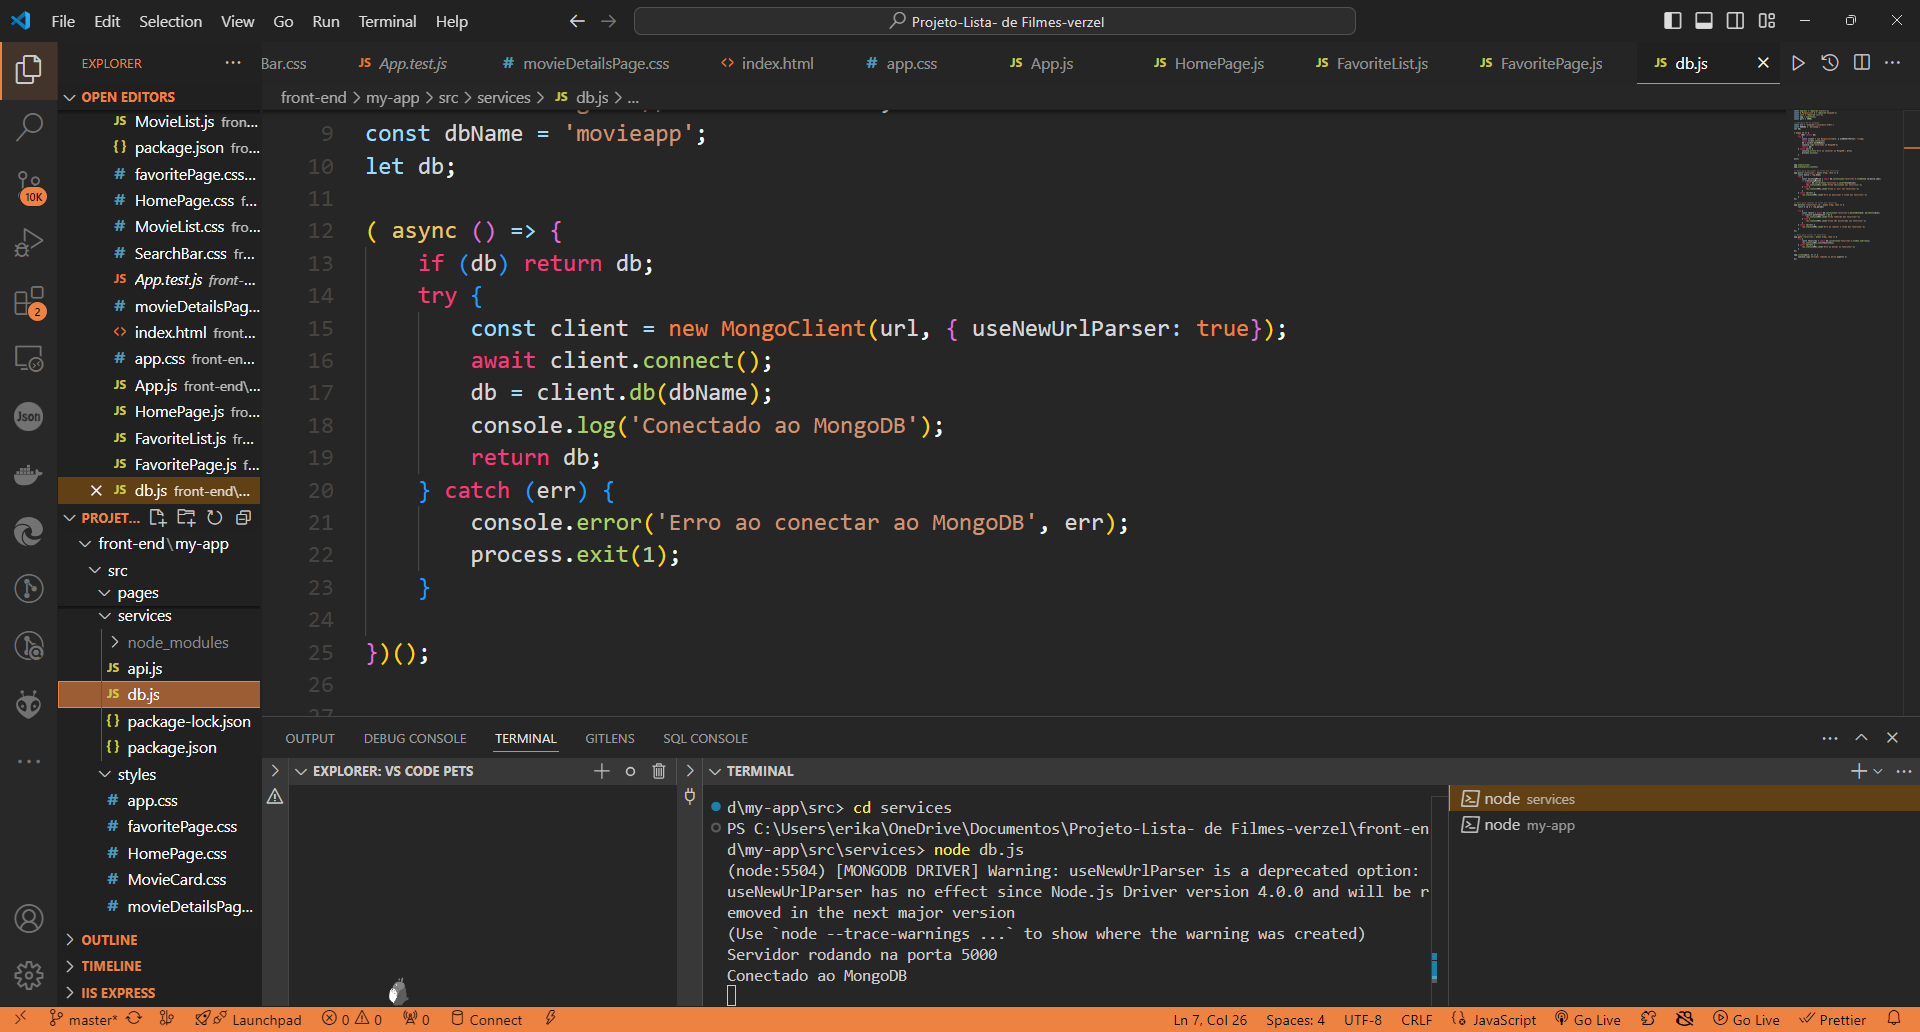 File Edit Selection View Go Run Terminal Help
Projeto-Lista- de Filmes-verzel
EXPLORER
Bar.css
App.test.js
movieDetailsPage.css
index.html
app.css
App.js
HomePage.js
FavoriteList.js
FavoritePage.js
db.js
OPEN EDITORS
front-end > my-app > src > services > JS db.js > ...
JS MovieList.js fron...
{} package.json fro...
# favoritePage.css...
# HomePage.css f...
# MovieList.css fro...
# SearchBar.css fr...
JS App.test.js front-...
# movieDetailsPag...
<> index.html front...
# app.css front-en...
JS App.js front-end\...
JS HomePage.js fro...
JS FavoriteList.js fr...
JS FavoritePage.js f...
JS db.js front-end\...
PROJET...
front-end\my-app
src
pages
services
node_modules
JS api.js
JS db.js
{} package-lock.json
{} package.json
styles
# app.css
# favoritePage.css
# HomePage.css
# MovieCard.css
# movieDetailsPag...
OUTLINE
TIMELINE
IIS EXPRESS
10K
2
Json
9 const dbName = 'movieapp';
10 let db;
11
12 ( async () => {
13 if (db) return db;
14 try {
15 const client = new MongoClient(url, { useNewUrlParser: true});
16 await client.connect();
17 db = client.db(dbName);
18 console.log('Conectado ao MongoDB');
19 return db;
20 } catch (err) {
21 console.error('Erro ao conectar ao MongoDB', err);
22 process.exit(1);
23 }
24
25 })();
26
27
OUTPUT DEBUG CONSOLE TERMINAL GITLENS SQL CONSOLE
EXPLORER: VS CODE PETS
TERMINAL
d\my-app\src> cd services
PS C:\Users\erika\OneDrive\Documentos\Projeto-Lista- de Filmes-verzel\front-en
d\my-app\src\services> node db.js
(node:5504) [MONGODB DRIVER] Warning: useNewUrlParser is a deprecated option:
useNewUrlParser has no effect since Node.js Driver version 4.0.0 and will be r
emoved in the next major version
(Use `node --trace-warnings ...` to show where the warning was created)
Servidor rodando na porta 5000
Conectado ao MongoDB
node services
node my-app
master* Launchpad 0 0 0 Connect
Ln 7, Col 26 Spaces: 4 UTF-8 CRLF {} JavaScript Go Live Go Live Prettier